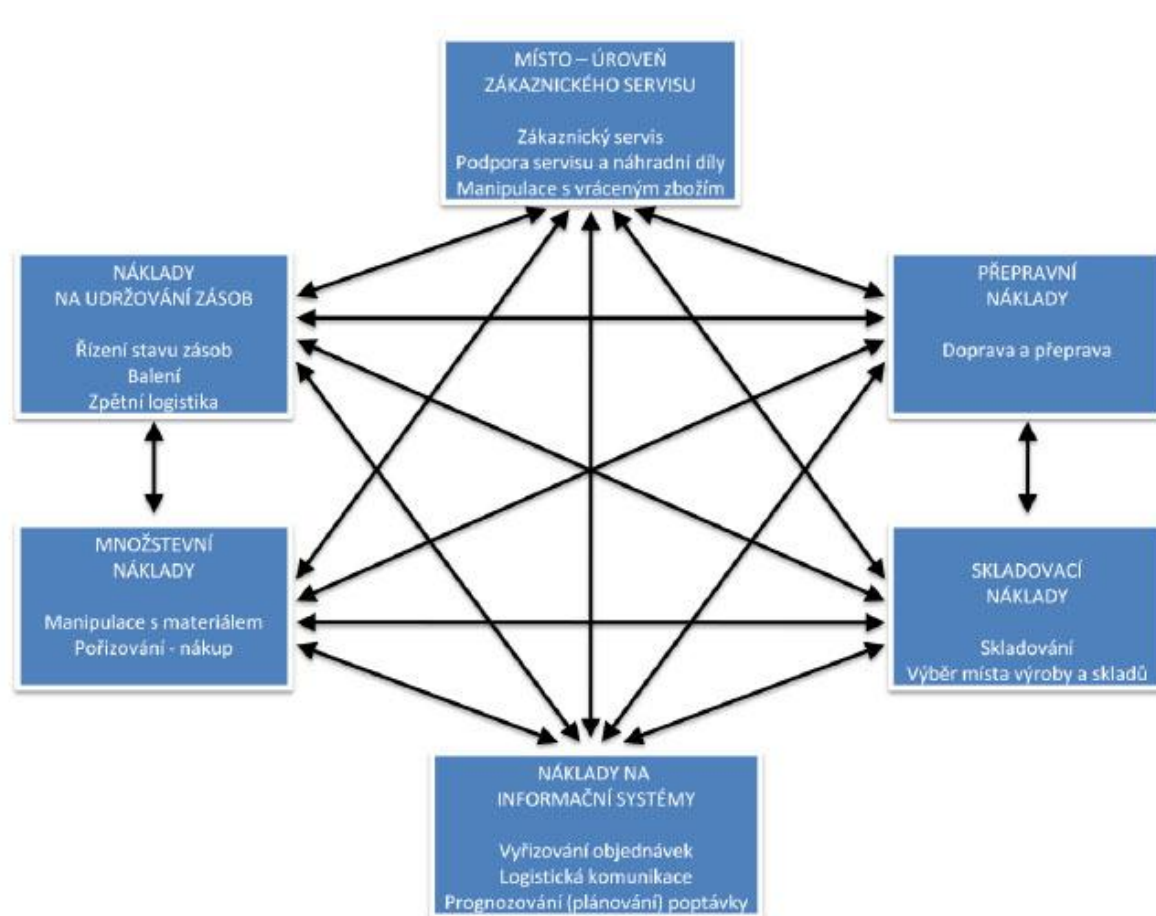 MÍSTO – ÚROVEŇ
ZÁKAZNICKÉHO SERVISU
Zákaznický servis
Podpora servisu a náhradní díly
Manipulace s vráceným zbožím
NÁKLADY
NA UDRŽOVÁNÍ ZÁSOB
Řízení stavu zásob
Balení
Zpětní logistika
PŘEPRAVNÍ
NÁKLADY
Doprava a přeprava
MNOŽSTEVNÍ
NÁKLADY
Manipulace s materiálem
Pořizování - nákup
SKLADOVACÍ
NÁKLADY
Skladování
Výběr místa výroby a skladů
NÁKLADY NA
INFORMAČNÍ SYSTÉMY
Vyřizování objednávek
Logistická komunikace
Prognozování (plánování) poptávky